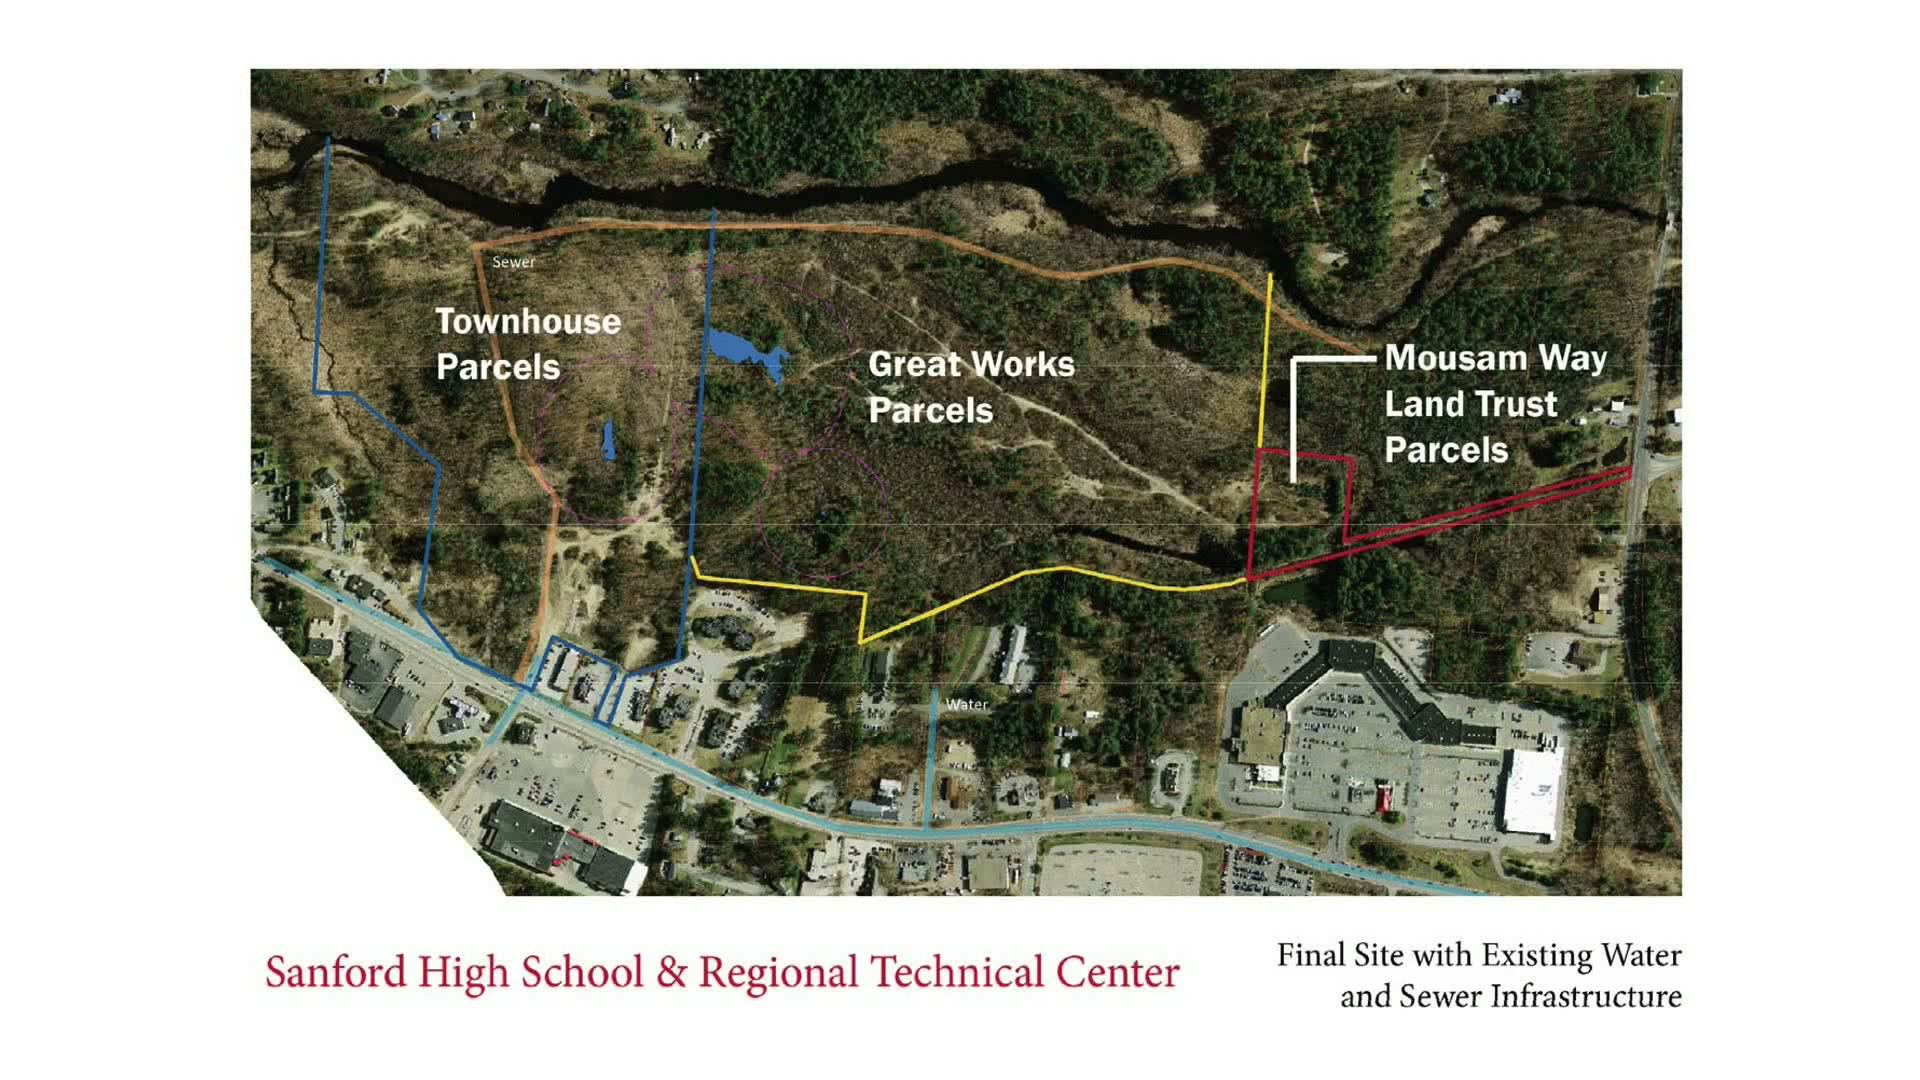 Sewer
Townhouse
Parcels
Great Works
Parcels
Mousam Way
Land Trust
Parcels
Water
Sanford High School & Regional Technical Center
Final Site with Existing Water
and Sewer Infrastructure